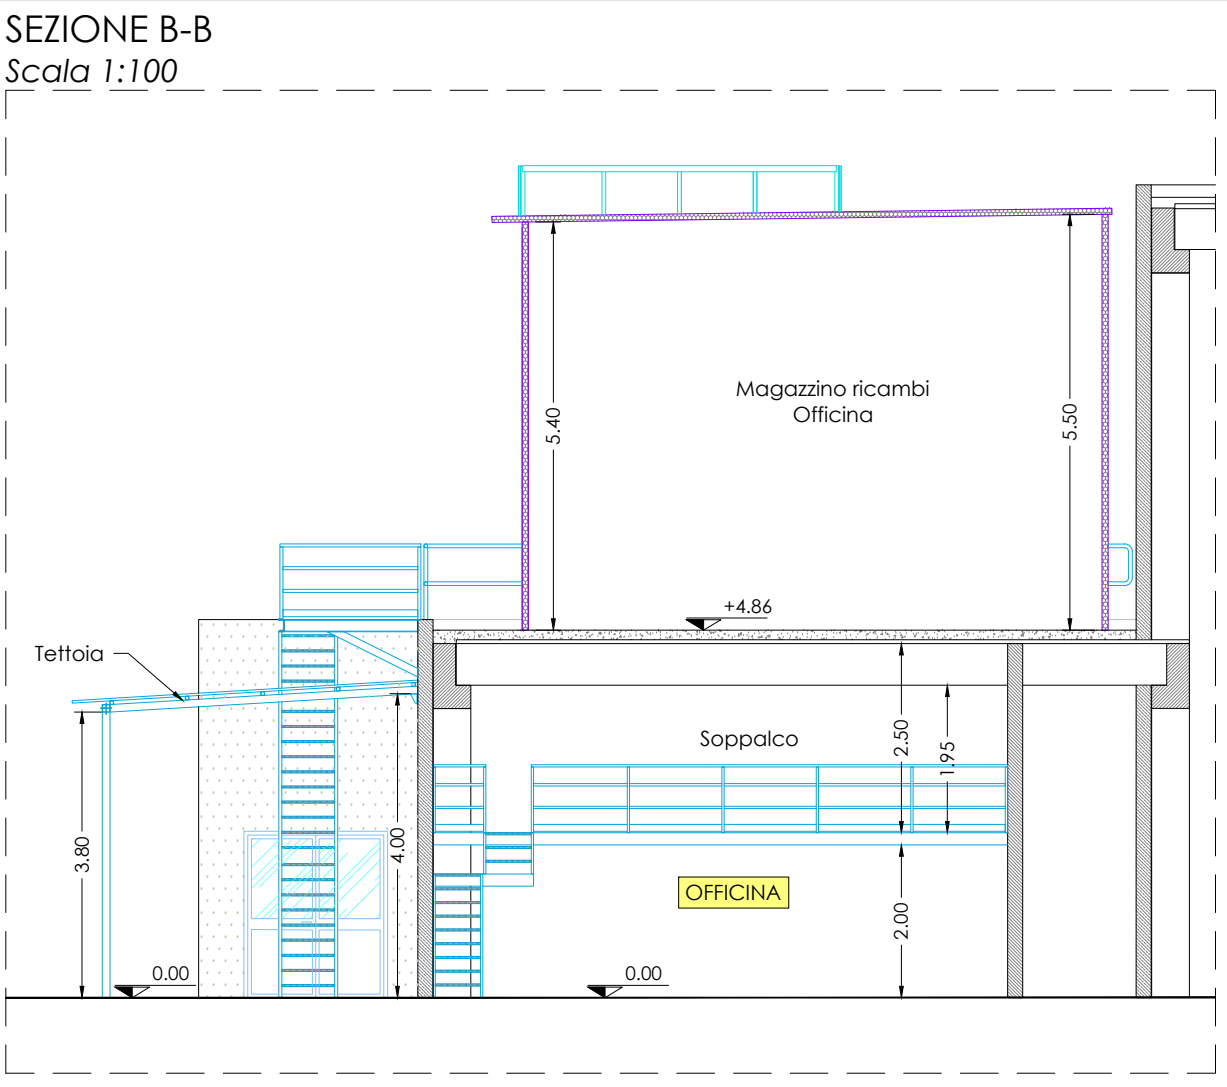 SEZIONE B-B
Scala 1:100
Magazzino ricambi
Officina
5.40
5.50
+4.86
Tettoia
Soppalco
2.50
1.95
3.80
4.00
OFFICINA
2.00
0.00
0.00